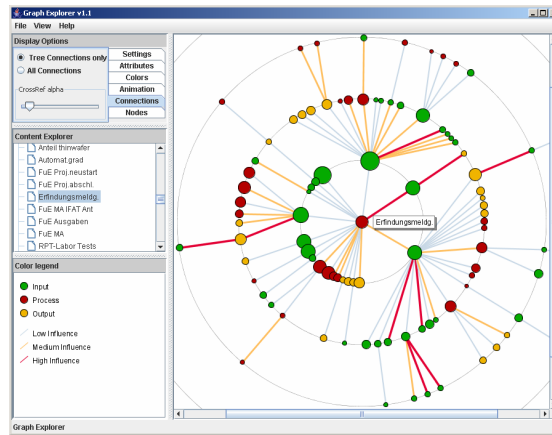 Graph Explorer v1.1
File View Help
Display Options
Tree Connections only
All Connections
CrossRef alpha
Settings
Attributes
Colors
Animation
Connections
Nodes
Content Explorer
Anteil thinwafer
Automat.grad
FuE Proj.neustart
FuE Proj.abschl.
Erfindungsmeldg.
FuE MA IFAT Ant
FuE Ausgaben
FuE MA
RPT-Labor Tests
Color legend
Input
Process
Output
Low Influence
Medium Influence
High Influence
Erfindungsmeldg.
Graph Explorer